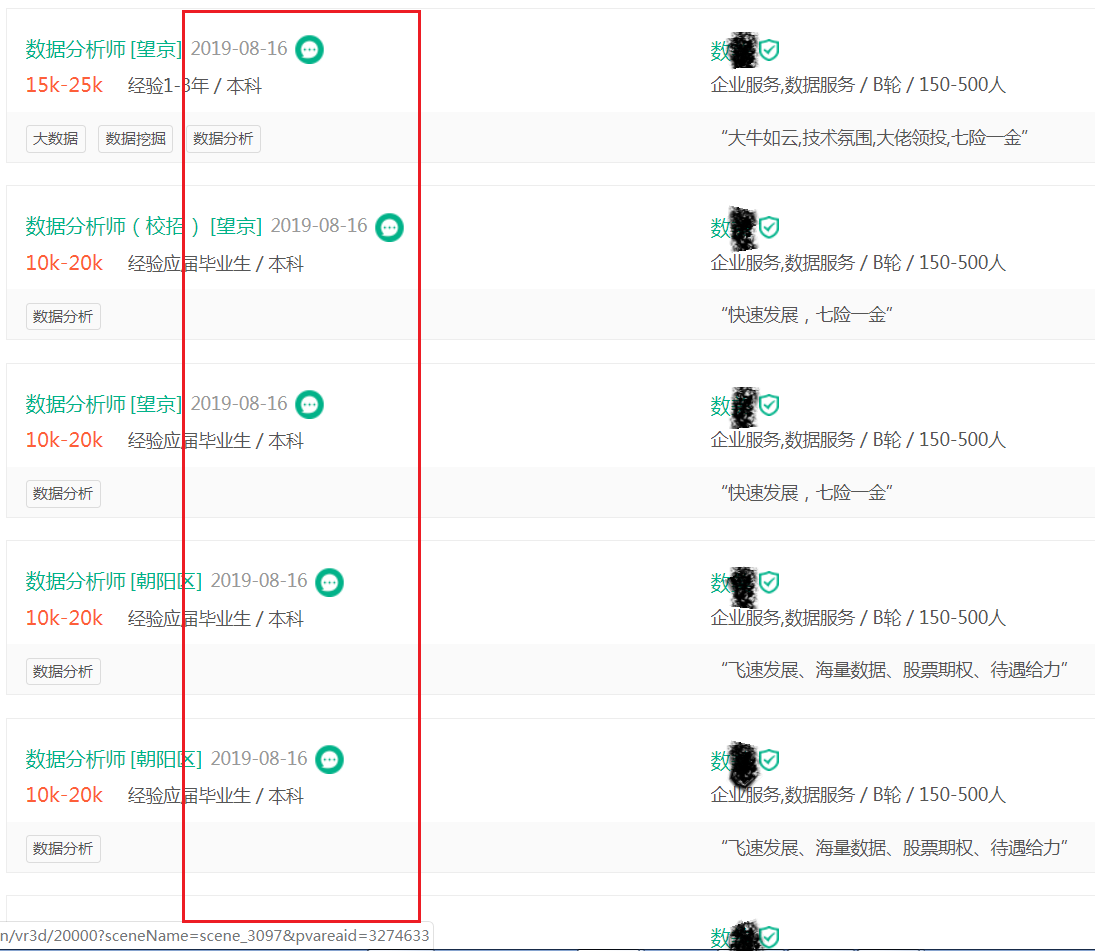 数据分析师 [望京] 2019-08-16 数
15k-25k 经验1-3年 / 本科 企业服务,数据服务 / B轮 / 150-500人
大数据 数据挖掘 数据分析 “大牛如云,技术氛围,大佬领投,七险一金”
数据分析师（校招） [望京] 2019-08-16 数
10k-20k 经验应届毕业生 / 本科 企业服务,数据服务 / B轮 / 150-500人
数据分析 “快速发展，七险一金”
数据分析师 [望京] 2019-08-16 数
10k-20k 经验应届毕业生 / 本科 企业服务,数据服务 / B轮 / 150-500人
数据分析 “快速发展，七险一金”
数据分析师 [朝阳区] 2019-08-16 数
10k-20k 经验应届毕业生 / 本科 企业服务,数据服务 / B轮 / 150-500人
数据分析 “飞速发展、海量数据、股票期权、待遇给力”
数据分析师 [朝阳区] 2019-08-16 数
10k-20k 经验应届毕业生 / 本科 企业服务,数据服务 / B轮 / 150-500人
数据分析 “飞速发展、海量数据、股票期权、待遇给力”
n/vr3d/20000?sceneName=scene_3097&pvareaid=3274633 数